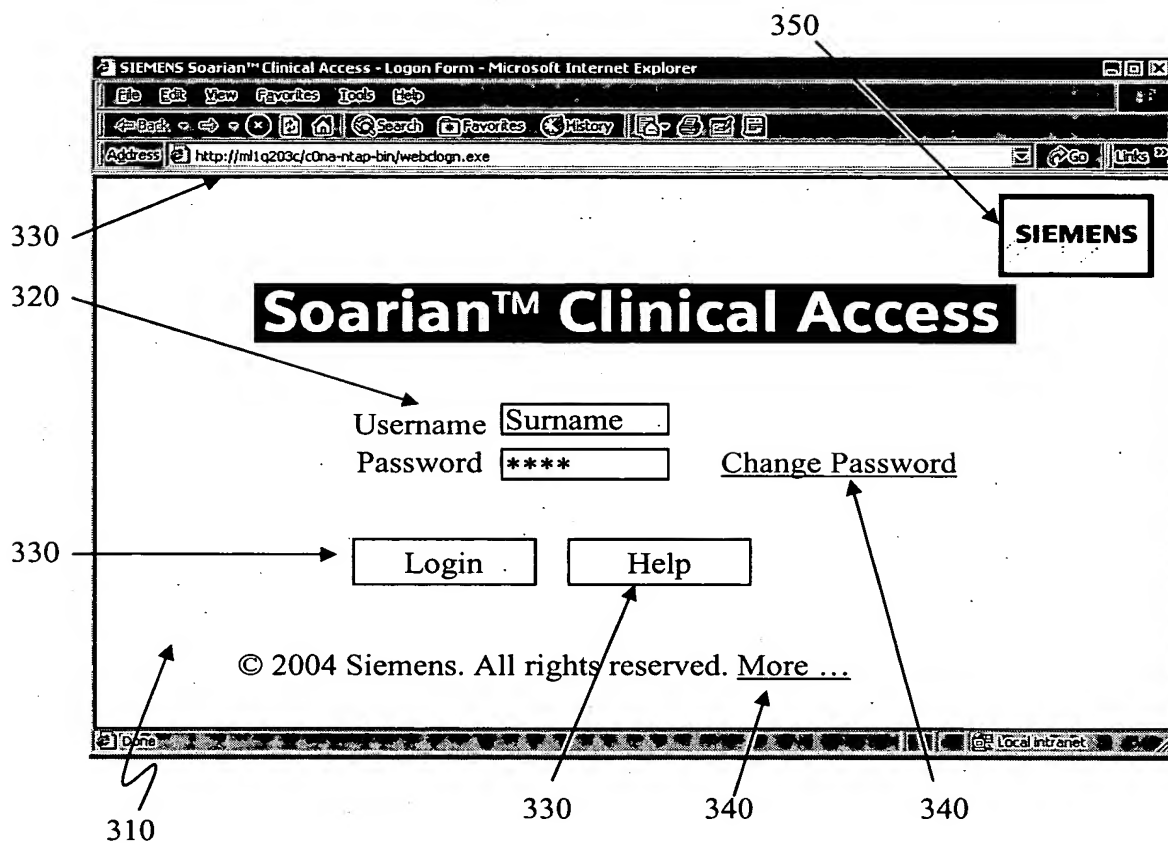 350
SIEMENS Soarian™ Clinical Access - Logon Form - Microsoft Internet Explorer
File Edit View Favorites Tools Help
Back Search Favorites History
Address http://ml1q203c/c0na-ntap-bin/webclogn.exe Go Links »
330
SIEMENS
320
Soarian™ Clinical Access
Username Surname
Password **** Change Password
330 Login Help
© 2004 Siemens. All rights reserved. More ...
Done Local intranet
330 340 340
310